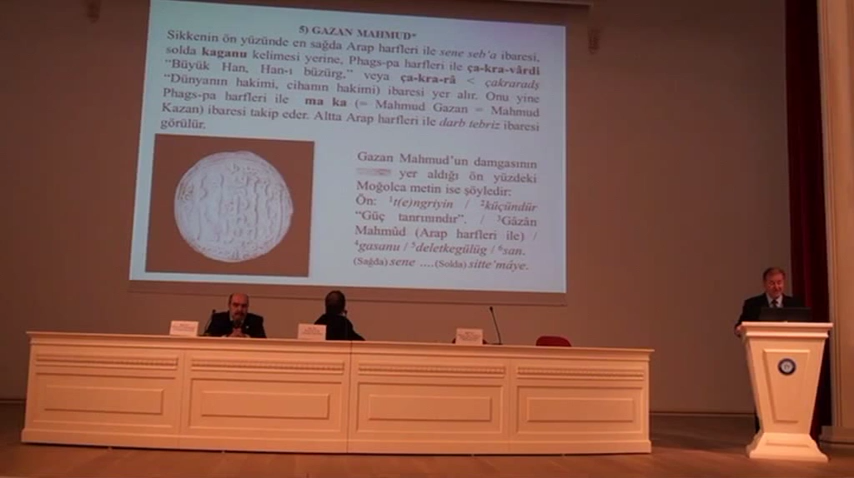 5) GAZAN MAHMUD*
Sikkenin ön yüzünde en sağda Arap harfleri ile sene seb'a ibaresi,
solda kaganu kelimesi yerine, Phags-pa harfleri ile ça-kra-vârdi
"Büyük Han, Han-ı büzürg," veya ça-kra-râ < çakraradş
"Dünyanın hakimi, cihanın hakimi) ibaresi yer alır. Onu yine
Phags-pa harfleri ile ma ka (= Mahmud Gazan = Mahmud
Kazan) ibaresi takip eder. Altta Arap harfleri ile darb tebriz ibaresi
görülür.
Gazan Mahmud'un damgasının
yer aldığı ön yüzdeki
Moğolca metin ise şöyledir:
Ön: 1t(e)ngriyin / 2küçündür
"Güç tanrınındır". / 3Gâzân
Mahmûd (Arap harfleri ile) /
4gasanu / 5deletkegülüg / 6san.
(Sağda) sene .... (Solda) sitte'mâye.